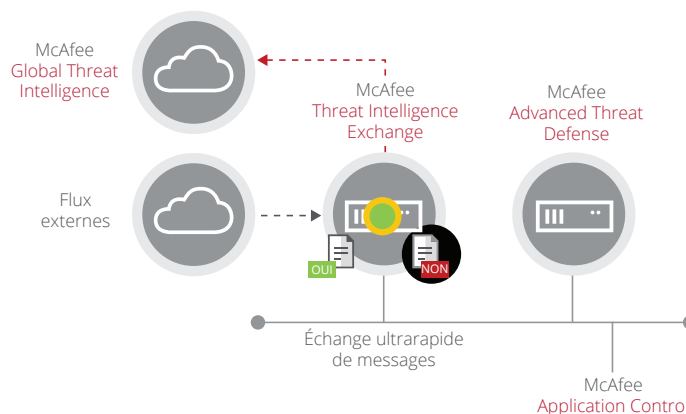 McAfee
Global Threat
Intelligence
McAfee
Threat Intelligence
Exchange
McAfee
Advanced Threat
Defense
Flux
externes
OUI
NON
Échange ultrarapide
de messages
McAfee
Application Contro